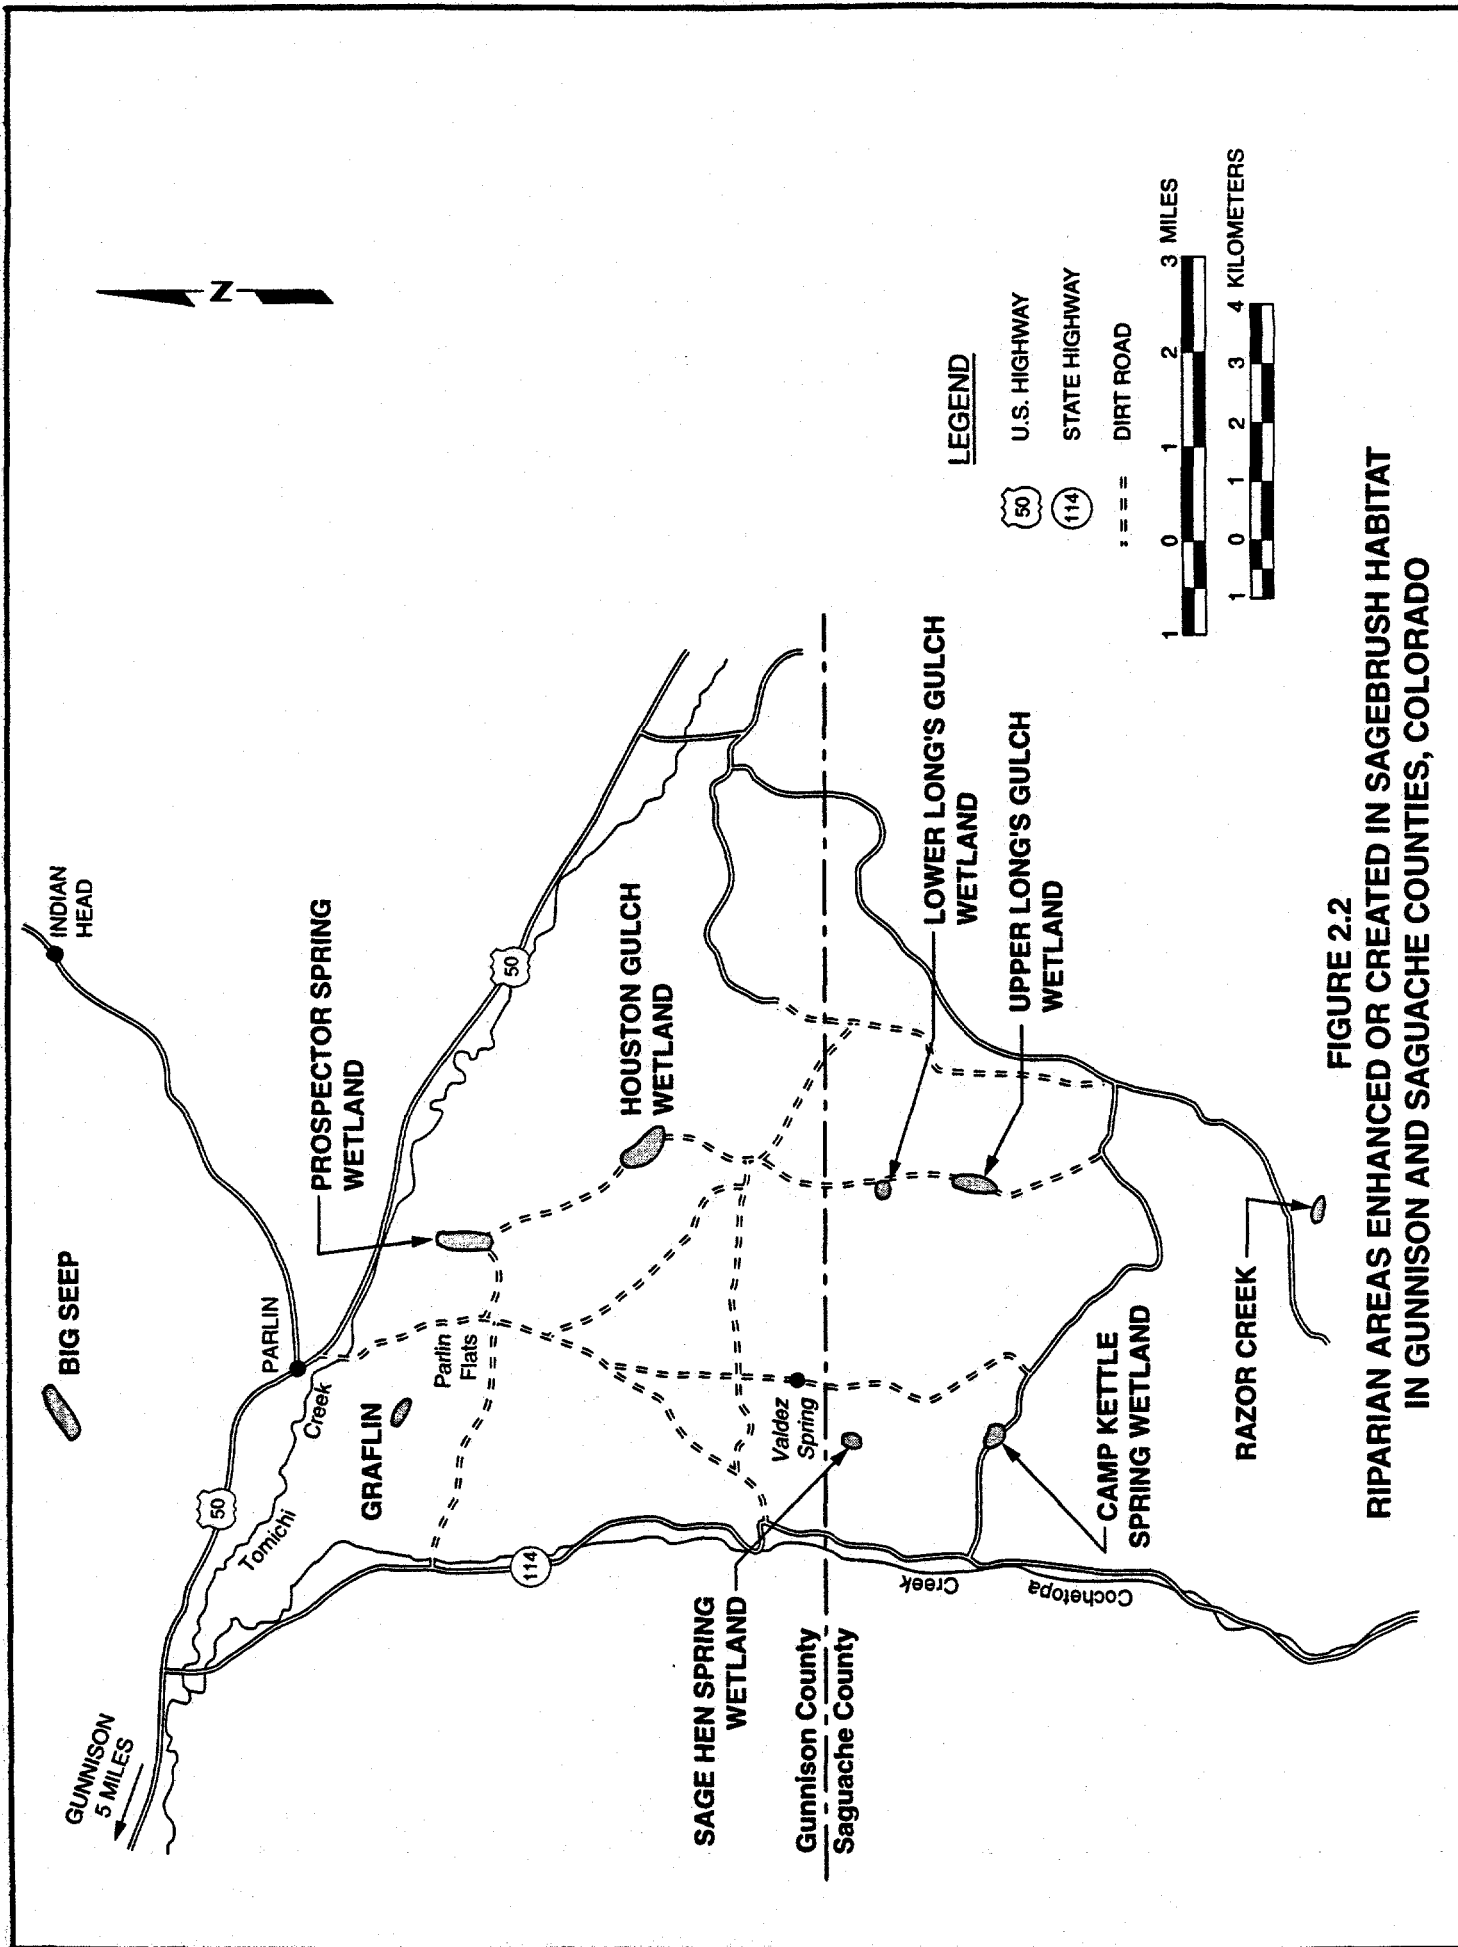 BIG SEEP
INDIAN
HEAD
PARLIN
PROSPECTOR SPRING
WETLAND
GUNNISON
5 MILES
50
Tomichi
Creek
GRAFLIN
Parlin
Flats
50
HOUSTON GULCH
WETLAND
114
SAGE HEN SPRING
WETLAND
Valdez
Spring
Gunnison County
Saguache County
LOWER LONG'S GULCH
WETLAND
UPPER LONG'S GULCH
WETLAND
Cochetopa
Creek
CAMP KETTLE
SPRING WETLAND
RAZOR CREEK
N
LEGEND
50 U.S. HIGHWAY
114 STATE HIGHWAY
DIRT ROAD
1 0 1 2 3 MILES
1 0 1 2 3 4 KILOMETERS
FIGURE 2.2
RIPARIAN AREAS ENHANCED OR CREATED IN SAGEBRUSH HABITAT
IN GUNNISON AND SAGUACHE COUNTIES, COLORADO